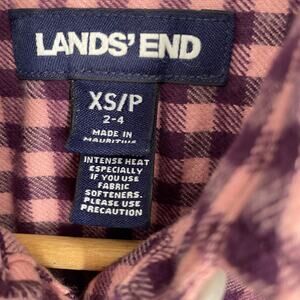 LANDS' END
XS/P
2-4
MADE IN
MAURITIUS
INTENSE HEAT
ESPECIALLY
IF YOU USE
FABRIC
SOFTENERS.
PLEASE USE
PRECAUTION